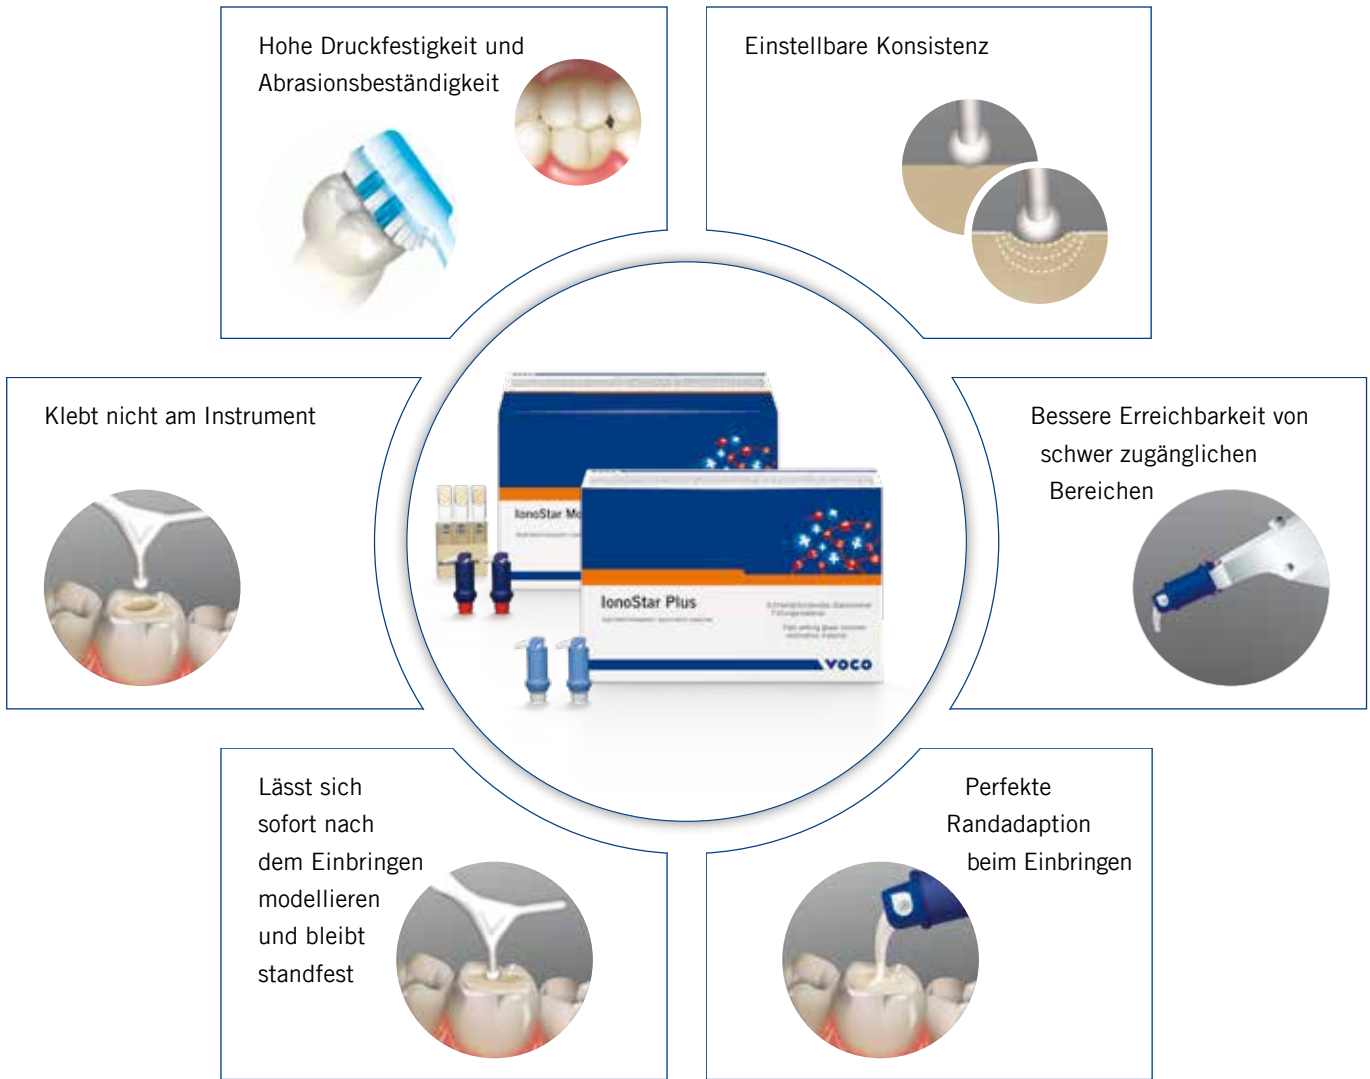 Hohe Druckfestigkeit und
Abrasionsbeständigkeit
Einstellbare Konsistenz
Klebt nicht am Instrument
Bessere Erreichbarkeit von
schwer zugänglichen
Bereichen
IonoStar
IonoStar Plus
VOCO
Lässt sich
sofort nach
dem Einbringen
modellieren
und bleibt
standfest
Perfekte
Randadaption
beim Einbringen